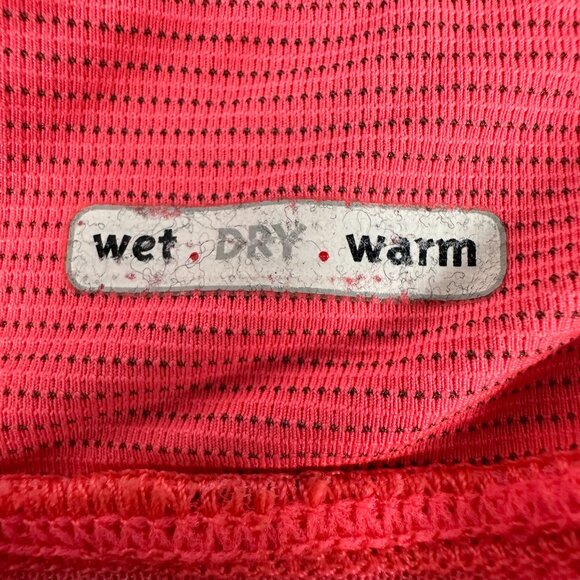 wet . DRY . warm